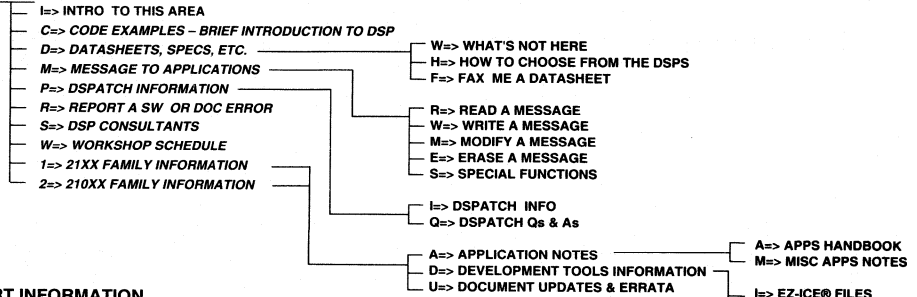 I=> INTRO TO THIS AREA
C=> CODE EXAMPLES – BRIEF INTRODUCTION TO DSP
D=> DATASHEETS, SPECS, ETC.
M=> MESSAGE TO APPLICATIONS
P=> DSPATCH INFORMATION
R=> REPORT A SW OR DOC ERROR
S=> DSP CONSULTANTS
W=> WORKSHOP SCHEDULE
1=> 21XX FAMILY INFORMATION
2=> 210XX FAMILY INFORMATION
W=> WHAT'S NOT HERE
H=> HOW TO CHOOSE FROM THE DSPS
F=> FAX ME A DATASHEET
R=> READ A MESSAGE
W=> WRITE A MESSAGE
M=> MODIFY A MESSAGE
E=> ERASE A MESSAGE
S=> SPECIAL FUNCTIONS
I=> DSPATCH INFO
Q=> DSPATCH Qs & As
A=> APPLICATION NOTES
D=> DEVELOPMENT TOOLS INFORMATION
U=> DOCUMENT UPDATES & ERRATA
A=> APPS HANDBOOK
M=> MISC APPS NOTES
I=> EZ-ICE® FILES
RT INFORMATION